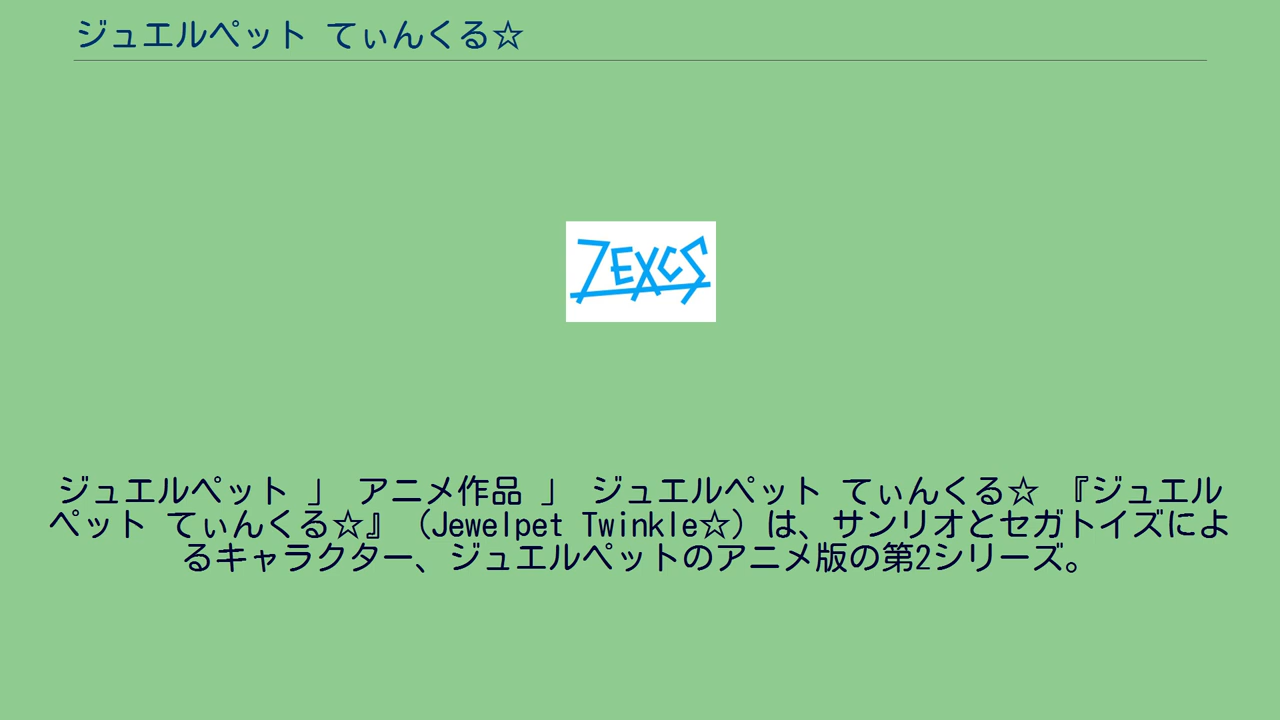 ジュエルペット てぃんくる☆
ZEXCS
ジュエルペット 」 アニメ作品 」 ジュエルペット てぃんくる☆ 『ジュエル
ペット てぃんくる☆』（Jewelpet Twinkle☆）は、サンリオとセガトイズによ
るキャラクター、ジュエルペットのアニメ版の第2シリーズ。